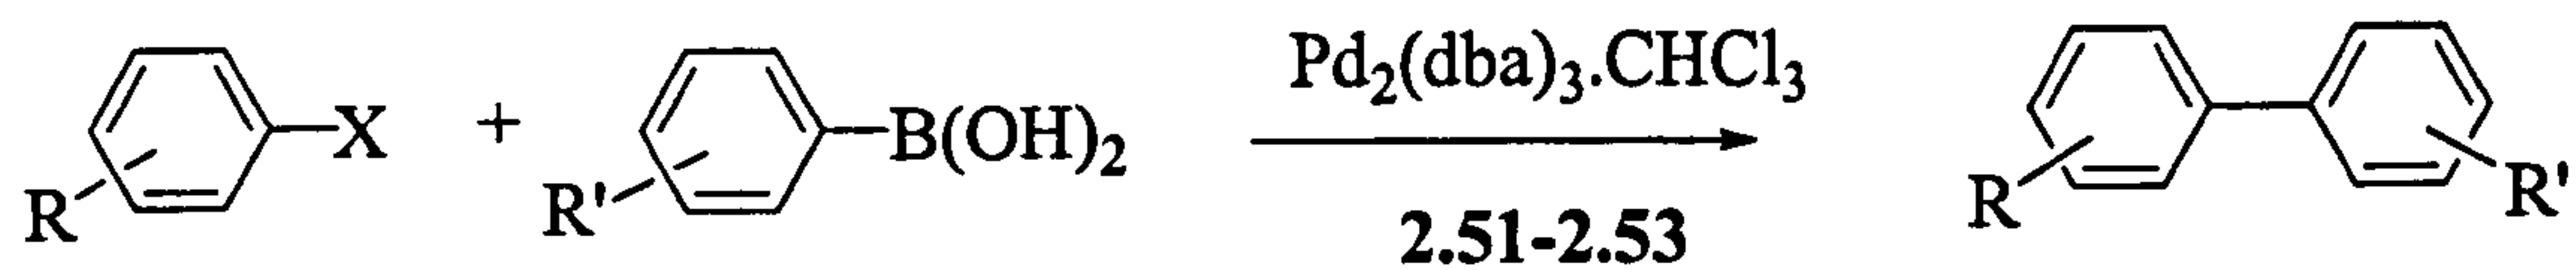 Pd₂(dba)₃.CHCl₃
X + B(OH)₂
R R' R R'
2.51-2.53